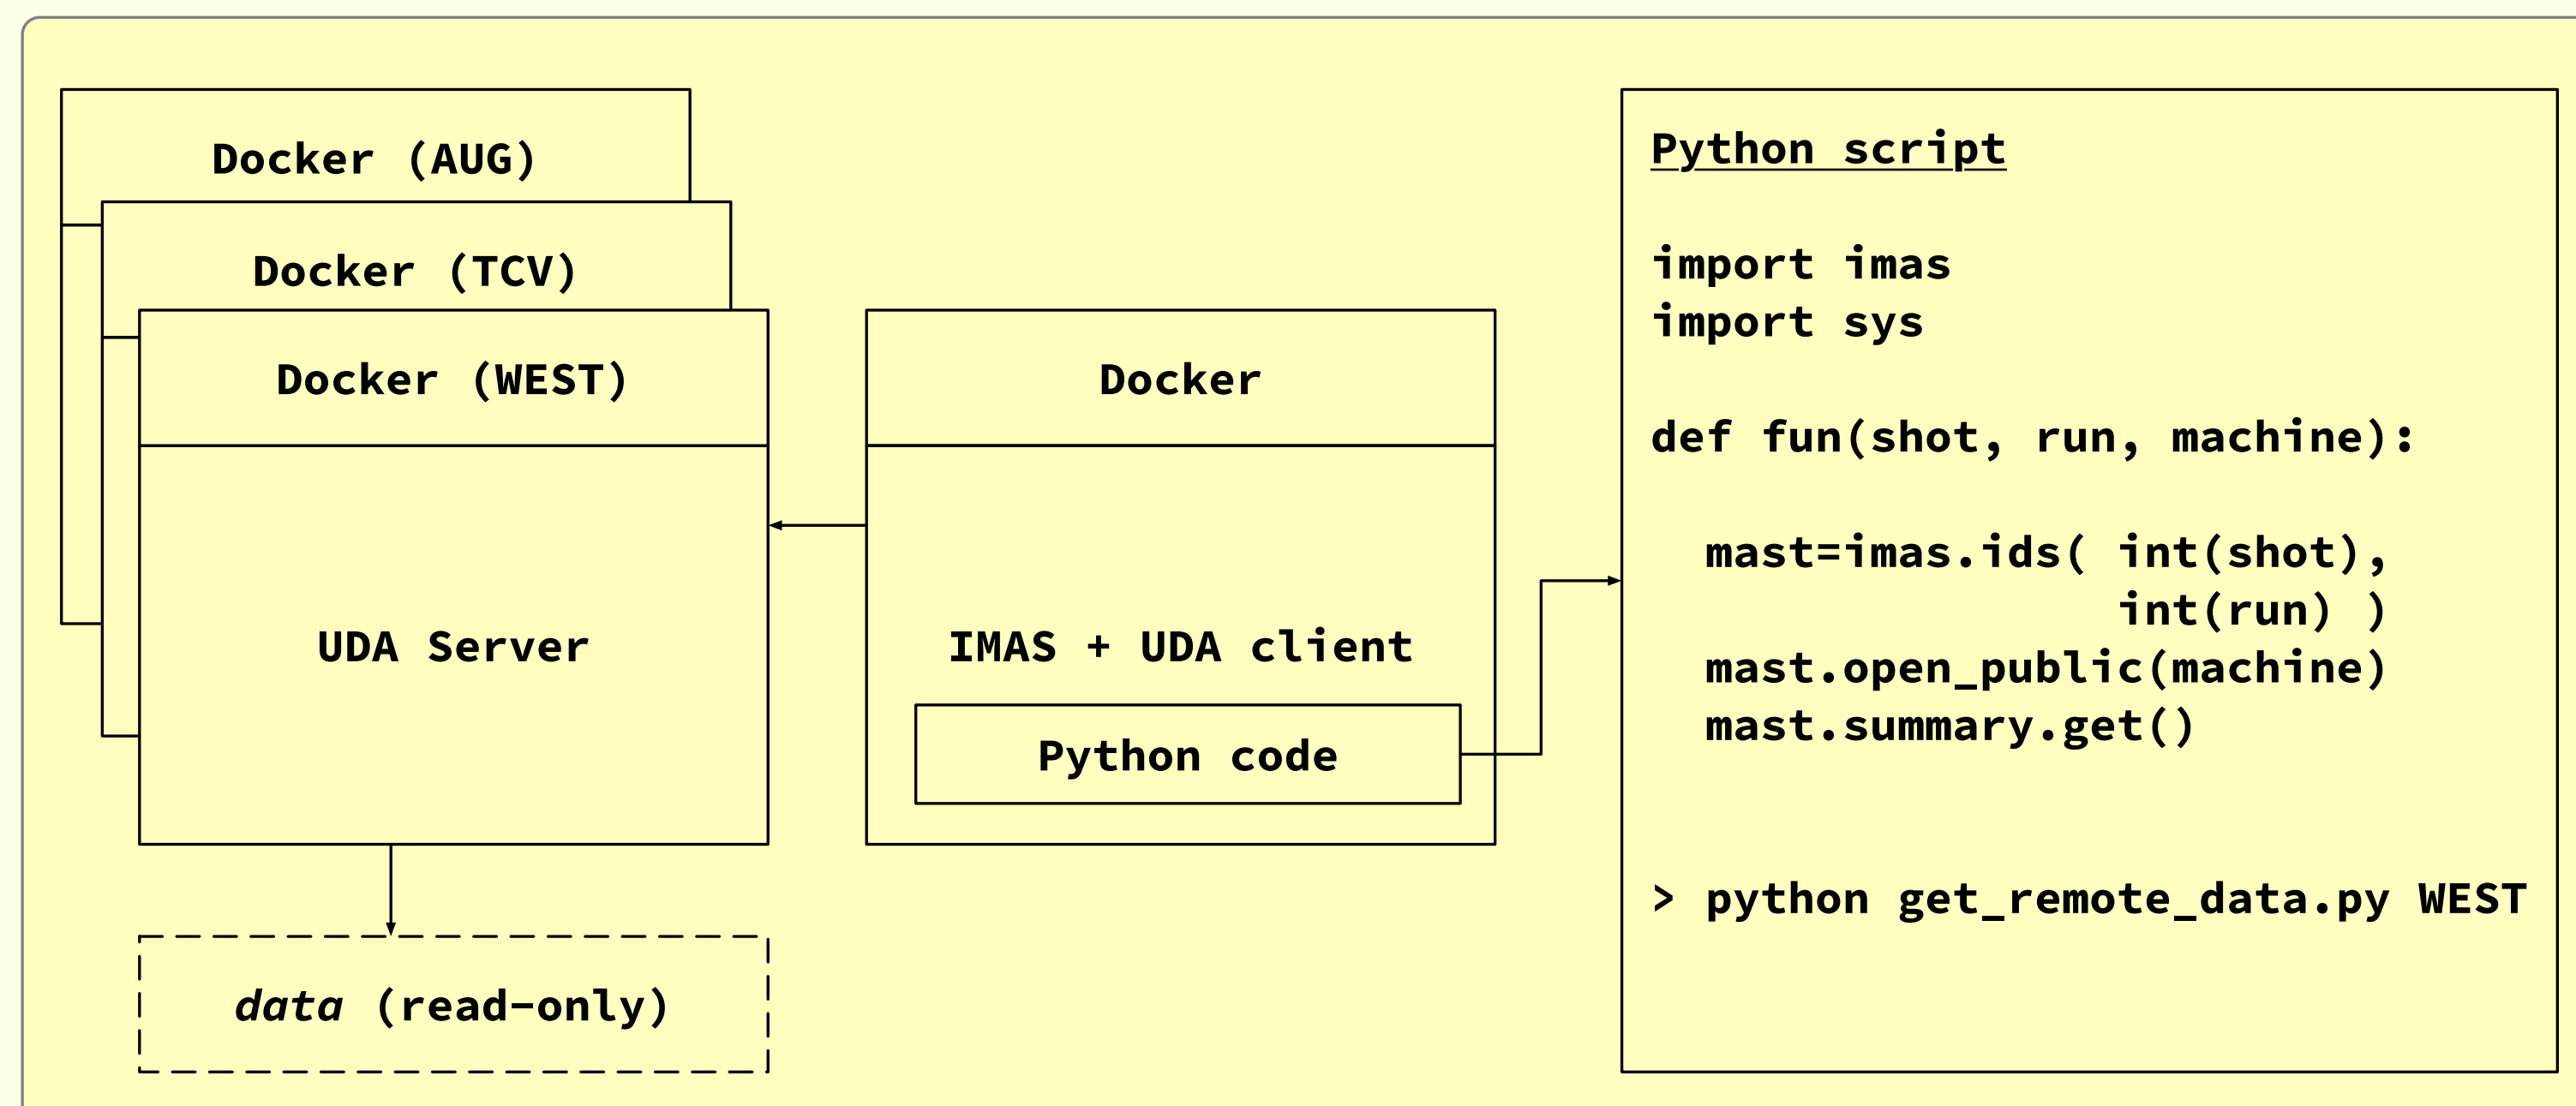 Docker (AUG)
Docker (TCV)
Docker (WEST)
UDA Server
data (read-only)
Docker
IMAS + UDA client
Python code
Python script
import imas
import sys
def fun(shot, run, machine):
  mast=imas.ids( int(shot),
                 int(run) )
  mast.open_public(machine)
  mast.summary.get()
> python get_remote_data.py WEST